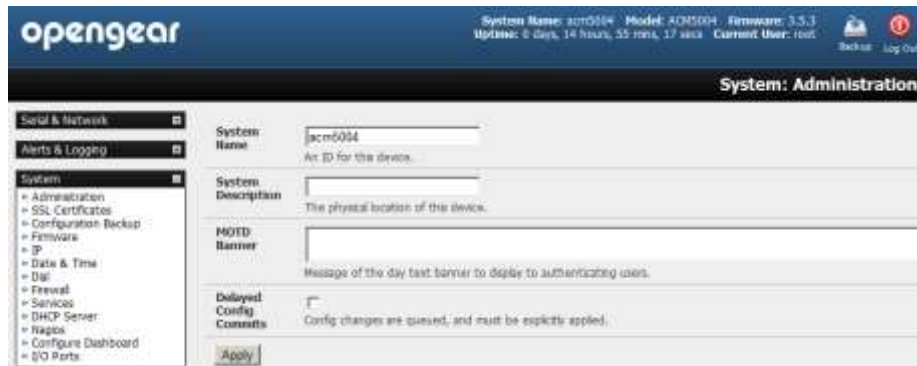 opengear
System Name: acm5004 Model: ACM5004 Firmware: 3.5.3
Uptime: 0 days, 14 hours, 55 mins, 17 secs Current User: root
Backup
Log Out
System: Administration
Serial & Network
Alerts & Logging
System
Administration
SSL Certificates
Configuration Backup
Firmware
IP
Date & Time
Dial
Firewall
Services
DHCP Server
Nagios
Configure Dashboard
I/O Ports
System Name
acm5004
An ID for this device.
System Description
The physical location of this device.
MOTD Banner
Message of the day text banner to display to authenticating users.
Delayed Config Commits
Config changes are queued, and must be explicitly applied.
Apply